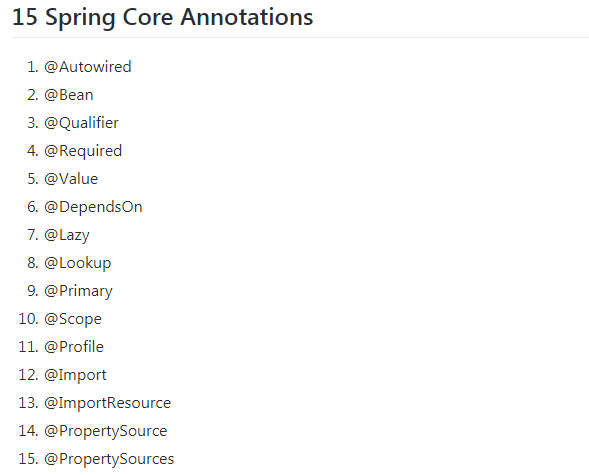 15 Spring Core Annotations
1. @Autowired
2. @Bean
3. @Qualifier
4. @Required
5. @Value
6. @DependsOn
7. @Lazy
8. @Lookup
9. @Primary
10. @Scope
11. @Profile
12. @Import
13. @ImportResource
14. @PropertySource
15. @PropertySources